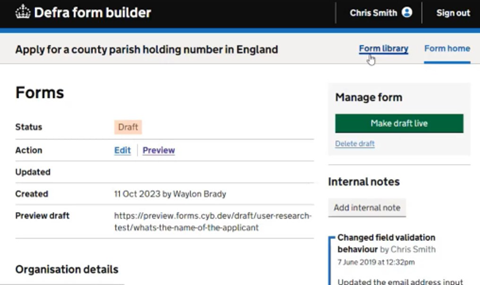 Defra form builder
Chris Smith
Sign out
Apply for a county parish holding number in England
Form library
Form home
Forms
Status
Draft
Action
Edit
Preview
Updated
Created
11 Oct 2023 by Waylon Brady
Preview draft
https://preview.forms.cyb.dev/draft/user-research-
test/whats-the-name-of-the-applicant
Organisation details
Manage form
Make draft live
Delete draft
Internal notes
Add internal note
Changed field validation
behaviour by Chris Smith
7 June 2019 at 12:32pm
Updated the email address input